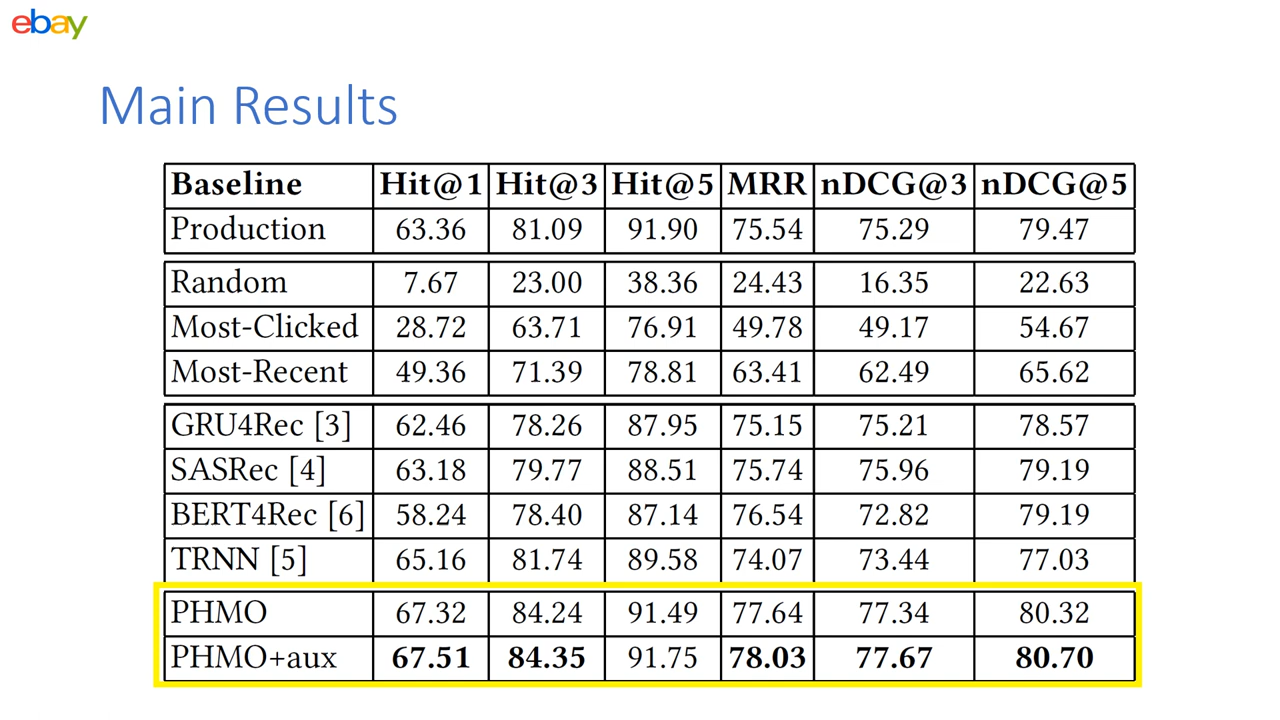 ebay
Main Results
Baseline Hit@1 Hit@3 Hit@5 MRR nDCG@3 nDCG@5
Production 63.36 81.09 91.90 75.54 75.29 79.47
Random 7.67 23.00 38.36 24.43 16.35 22.63
Most-Clicked 28.72 63.71 76.91 49.78 49.17 54.67
Most-Recent 49.36 71.39 78.81 63.41 62.49 65.62
GRU4Rec [3] 62.46 78.26 87.95 75.15 75.21 78.57
SASRec [4] 63.18 79.77 88.51 75.74 75.96 79.19
BERT4Rec [6] 58.24 78.40 87.14 76.54 72.82 79.19
TRNN [5] 65.16 81.74 89.58 74.07 73.44 77.03
PHMO 67.32 84.24 91.49 77.64 77.34 80.32
PHMO+aux 67.51 84.35 91.75 78.03 77.67 80.70